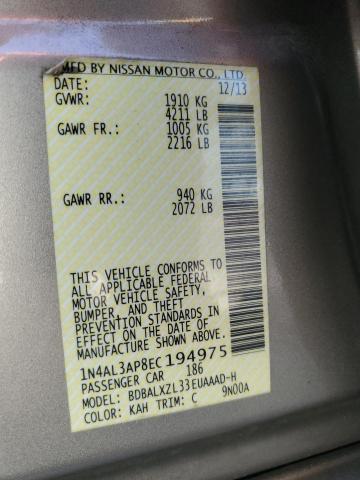 MFD BY NISSAN MOTOR CO., LTD.
DATE: 12/13
GVWR: 1910 KG
4211 LB
GAWR FR.: 1005 KG
2216 LB
GAWR RR.: 940 KG
2072 LB
THIS VEHICLE CONFORMS TO
ALL APPLICABLE FEDERAL
MOTOR VEHICLE SAFETY,
BUMPER, AND THEFT
PREVENTION STANDARDS IN
EFFECT ON THE DATE OF
MANUFACTURE SHOWN ABOVE.
1N4AL3AP8EC194975
PASSENGER CAR 186
MODEL: BDBALXZL33EUAAAD-H
COLOR: KAH TRIM: C 9N00A